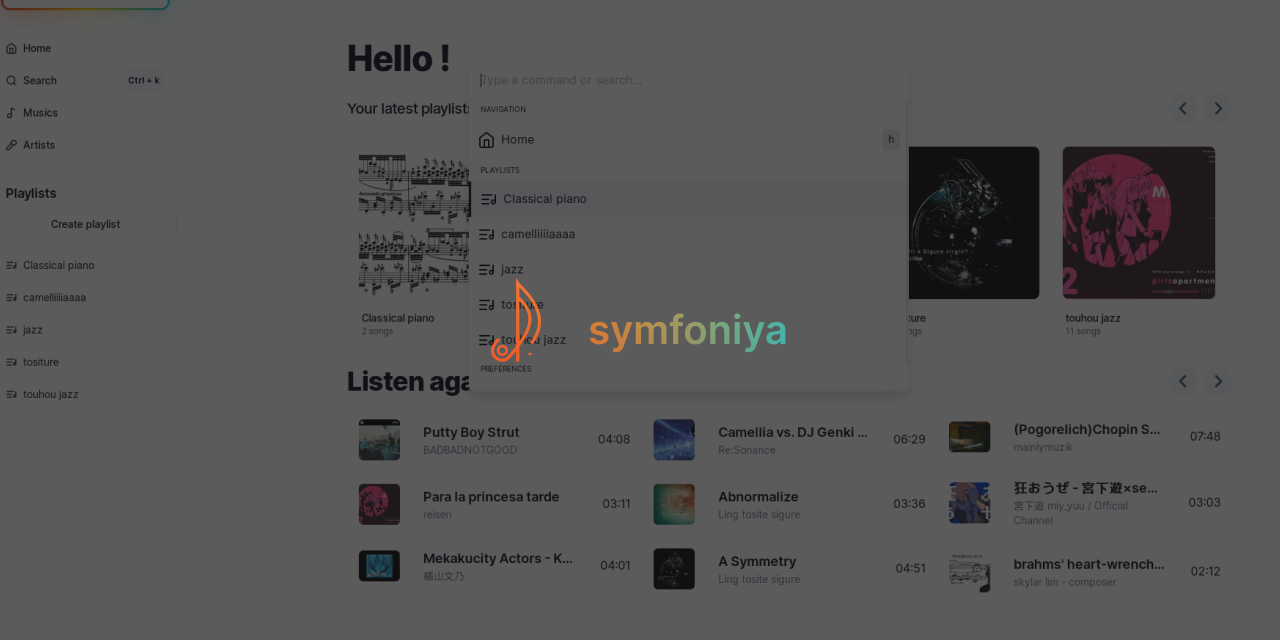 Home
Search
Ctrl + k
Musics
Artists
Playlists
Create playlist
Classical piano
camelliiiiaaaa
jazz
tositure
touhou jazz
Hello !
Your latest playlists
Type a command or search...
NAVIGATION
Home
h
PLAYLISTS
Classical piano
camelliiiiaaaa
jazz
tositure
touhou jazz
PREFERENCES
symfoniya
Classical piano
2 songs
ture
ngs
M
2
girlsapartmen
touhou jazz
11 songs
Listen aga
Putty Boy Strut
BADBADNOTGOOD
04:08
Camellia vs. DJ Genki ...
Re:Sonance
06:29
(Pogorelich)Chopin S...
mainlymuzik
07:48
Para la princesa tarde
reisen
03:11
Abnormalize
Ling tosite sigure
03:36
狂おうぜ - 宮下遊×se...
宮下遊 miy_yuu / Official
Channel
03:03
Mekakucity Actors - K...
04:01
A Symmetry
Ling tosite sigure
04:51
brahms' heart-wrench...
skylar lim - composer
02:12